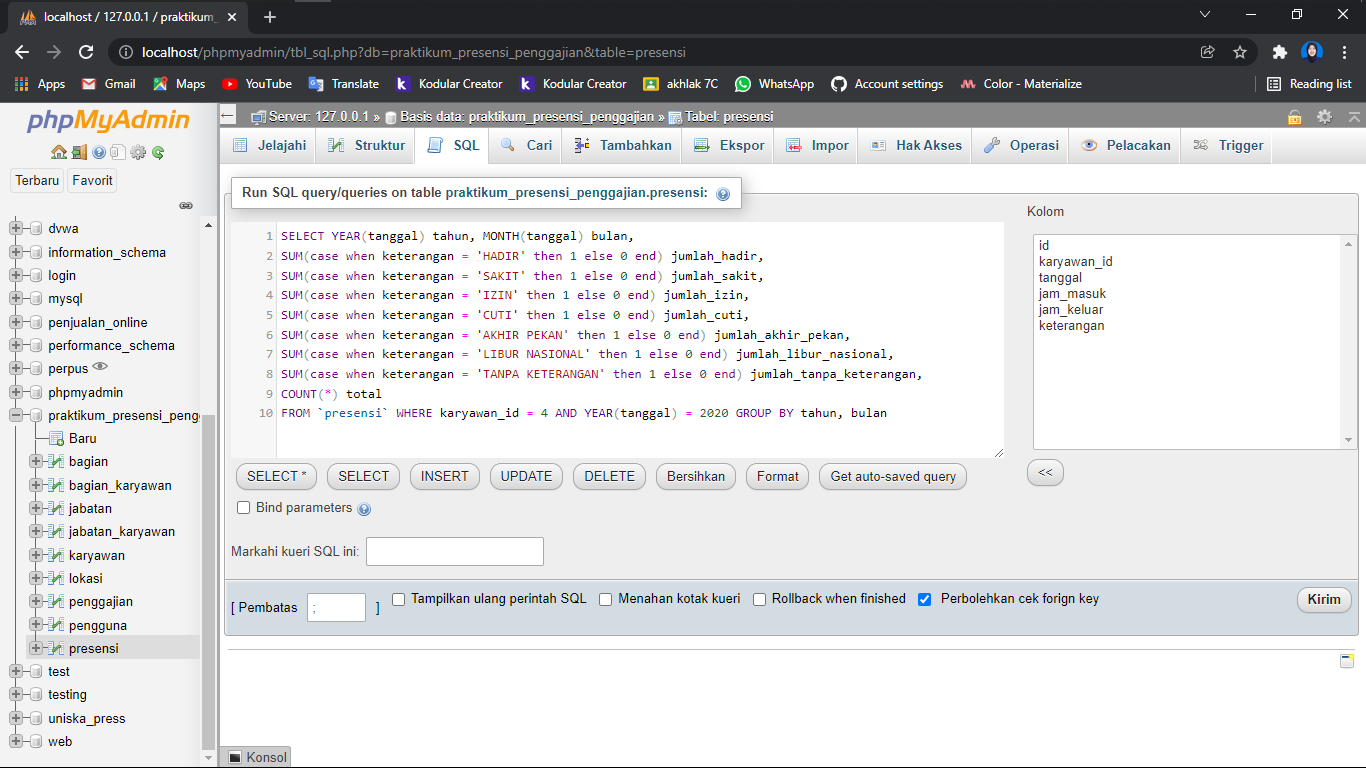 localhost / 127.0.0.1 / praktikum_
localhost/phpmyadmin/tbl_sql.php?db=praktikum_presensi_penggajian&table=presensi
Apps Gmail Maps YouTube Translate Kodular Creator Kodular Creator akhlak 7C WhatsApp Account settings Color - Materialize Reading list
phpMyAdmin
Server: 127.0.0.1 » Basis data: praktikum_presensi_penggajian » Tabel: presensi
Jelajahi Struktur SQL Cari Tambahkan Ekspor Impor Hak Akses Operasi Pelacakan Trigger
Terbaru Favorit
dvwa
information_schema
login
mysql
penjualan_online
performance_schema
perpus
phpmyadmin
praktikum_presensi_peng
Baru
bagian
bagian_karyawan
jabatan
jabatan_karyawan
karyawan
lokasi
penggajian
pengguna
presensi
test
testing
uniska_press
web
Run SQL query/queries on table praktikum_presensi_penggajian.presensi:
1 SELECT YEAR(tanggal) tahun, MONTH(tanggal) bulan,
2 SUM(case when keterangan = 'HADIR' then 1 else 0 end) jumlah_hadir,
3 SUM(case when keterangan = 'SAKIT' then 1 else 0 end) jumlah_sakit,
4 SUM(case when keterangan = 'IZIN' then 1 else 0 end) jumlah_izin,
5 SUM(case when keterangan = 'CUTI' then 1 else 0 end) jumlah_cuti,
6 SUM(case when keterangan = 'AKHIR PEKAN' then 1 else 0 end) jumlah_akhir_pekan,
7 SUM(case when keterangan = 'LIBUR NASIONAL' then 1 else 0 end) jumlah_libur_nasional,
8 SUM(case when keterangan = 'TANPA KETERANGAN' then 1 else 0 end) jumlah_tanpa_keterangan,
9 COUNT(*) total
10 FROM `presensi` WHERE karyawan_id = 4 AND YEAR(tanggal) = 2020 GROUP BY tahun, bulan
Kolom
id
karyawan_id
tanggal
jam_masuk
jam_keluar
keterangan
<<
SELECT * SELECT INSERT UPDATE DELETE Bersihkan Format Get auto-saved query
Bind parameters
Markahi kueri SQL ini:
[ Pembatas ; ] Tampilkan ulang perintah SQL Menahan kotak kueri Rollback when finished Perbolehkan cek forign key Kirim
Konsol